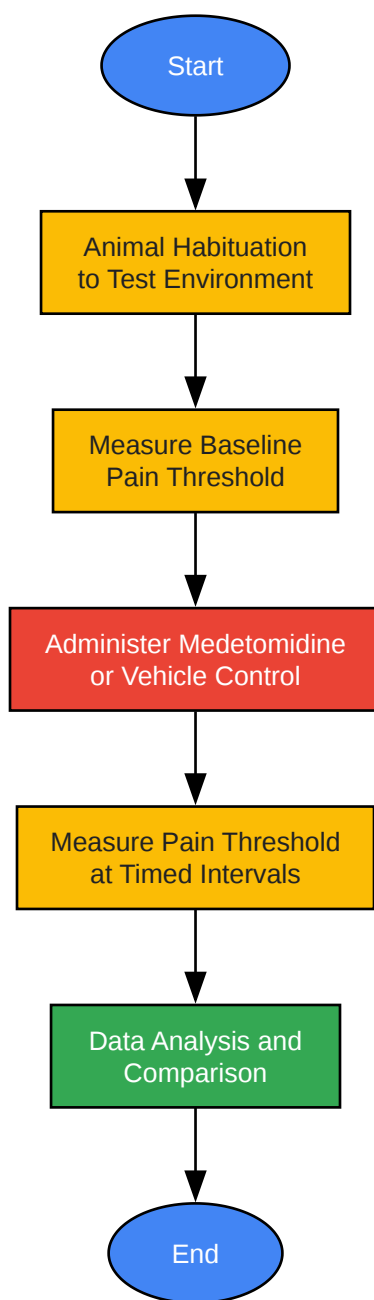 Start
Animal Habituation
to Test Environment
Measure Baseline
Pain Threshold
Administer Medetomidine
or Vehicle Control
Measure Pain Threshold
at Timed Intervals
Data Analysis and
Comparison
End